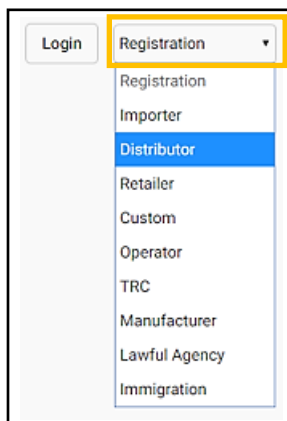 Login
Registration
Registration
Importer
Distributor
Retailer
Custom
Operator
TRC
Manufacturer
Lawful Agency
Immigration